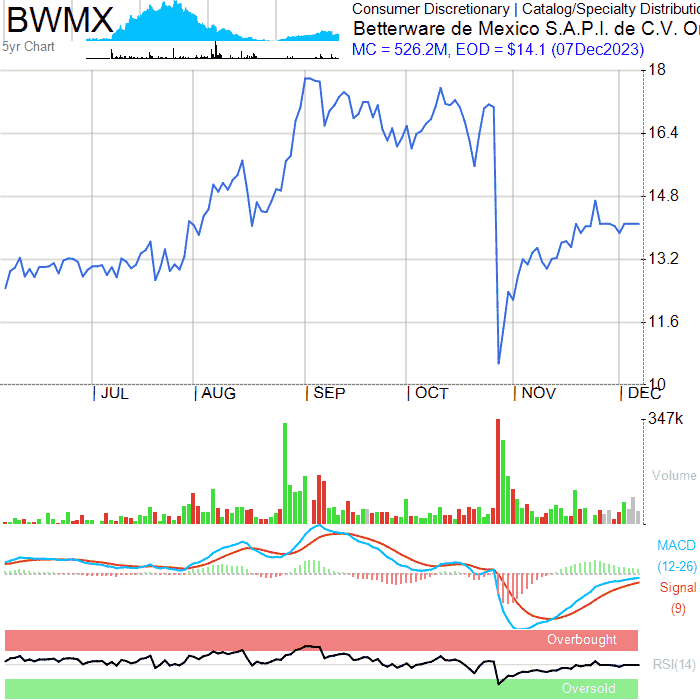 BWMX
5yr Chart
Consumer Discretionary | Catalog/Specialty Distributio
Betterware de Mexico S.A.P.I. de C.V. Or
MC = 526.2M, EOD = $14.1 (07Dec2023)
18
16.4
14.8
13.2
11.6
10
JUL AUG SEP OCT NOV DEC
347k
Volume
MACD
(12-26)
Signal
(9)
Overbought
RSI(14)
Oversold